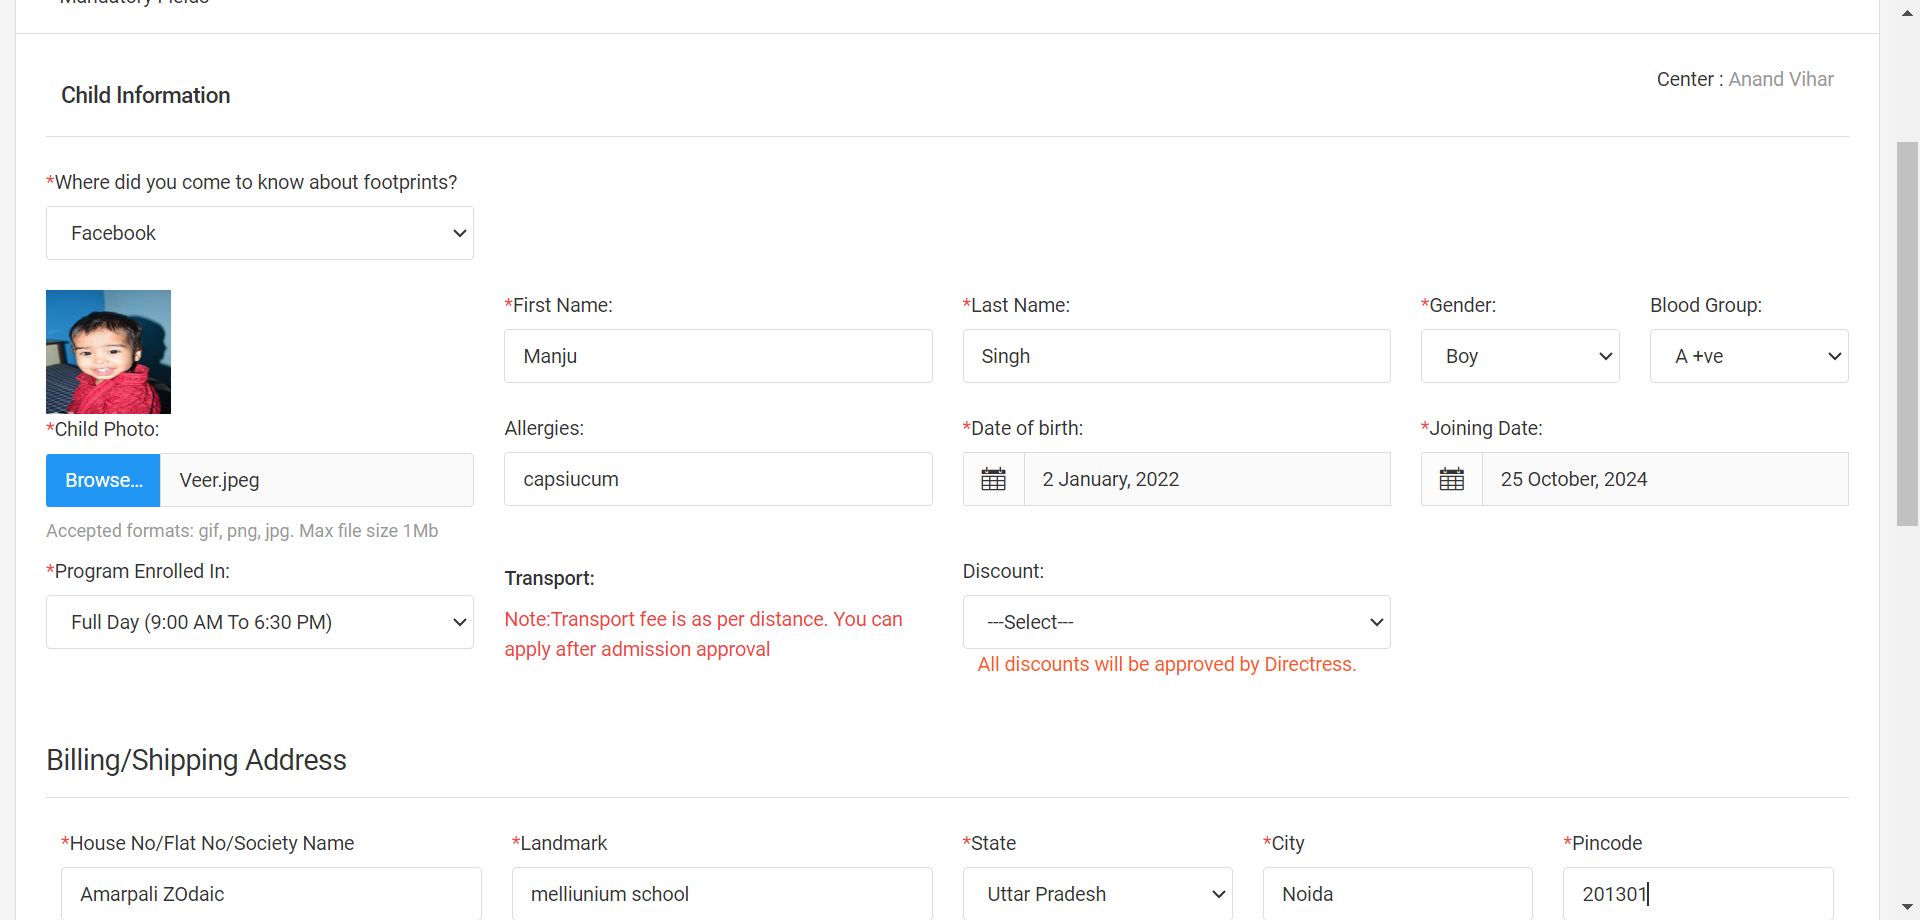 Mandatory Fields
Child Information
Center : Anand Vihar
*Where did you come to know about footprints?
Facebook
*First Name:
*Last Name:
*Gender:
Blood Group:
Manju
Singh
Boy
A +ve
*Child Photo:
Allergies:
*Date of birth:
*Joining Date:
Browse...
Veer.jpeg
capsiucum
2 January, 2022
25 October, 2024
Accepted formats: gif, png, jpg. Max file size 1Mb
*Program Enrolled In:
Transport:
Discount:
Full Day (9:00 AM To 6:30 PM)
Note:Transport fee is as per distance. You can
apply after admission approval
---Select---
All discounts will be approved by Directress.
Billing/Shipping Address
*House No/Flat No/Society Name
*Landmark
*State
*City
*Pincode
Amarpali ZOdaic
melliunium school
Uttar Pradesh
Noida
201301